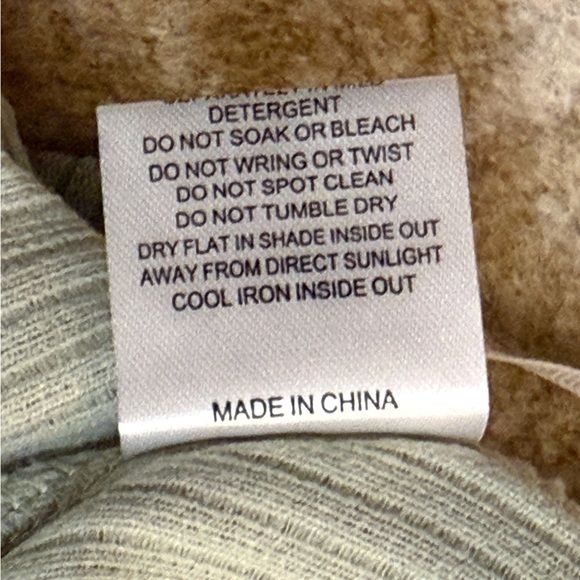 DETERGENT
DO NOT SOAK OR BLEACH
DO NOT WRING OR TWIST
DO NOT SPOT CLEAN
DO NOT TUMBLE DRY
DRY FLAT IN SHADE INSIDE OUT
AWAY FROM DIRECT SUNLIGHT
COOL IRON INSIDE OUT
MADE IN CHINA